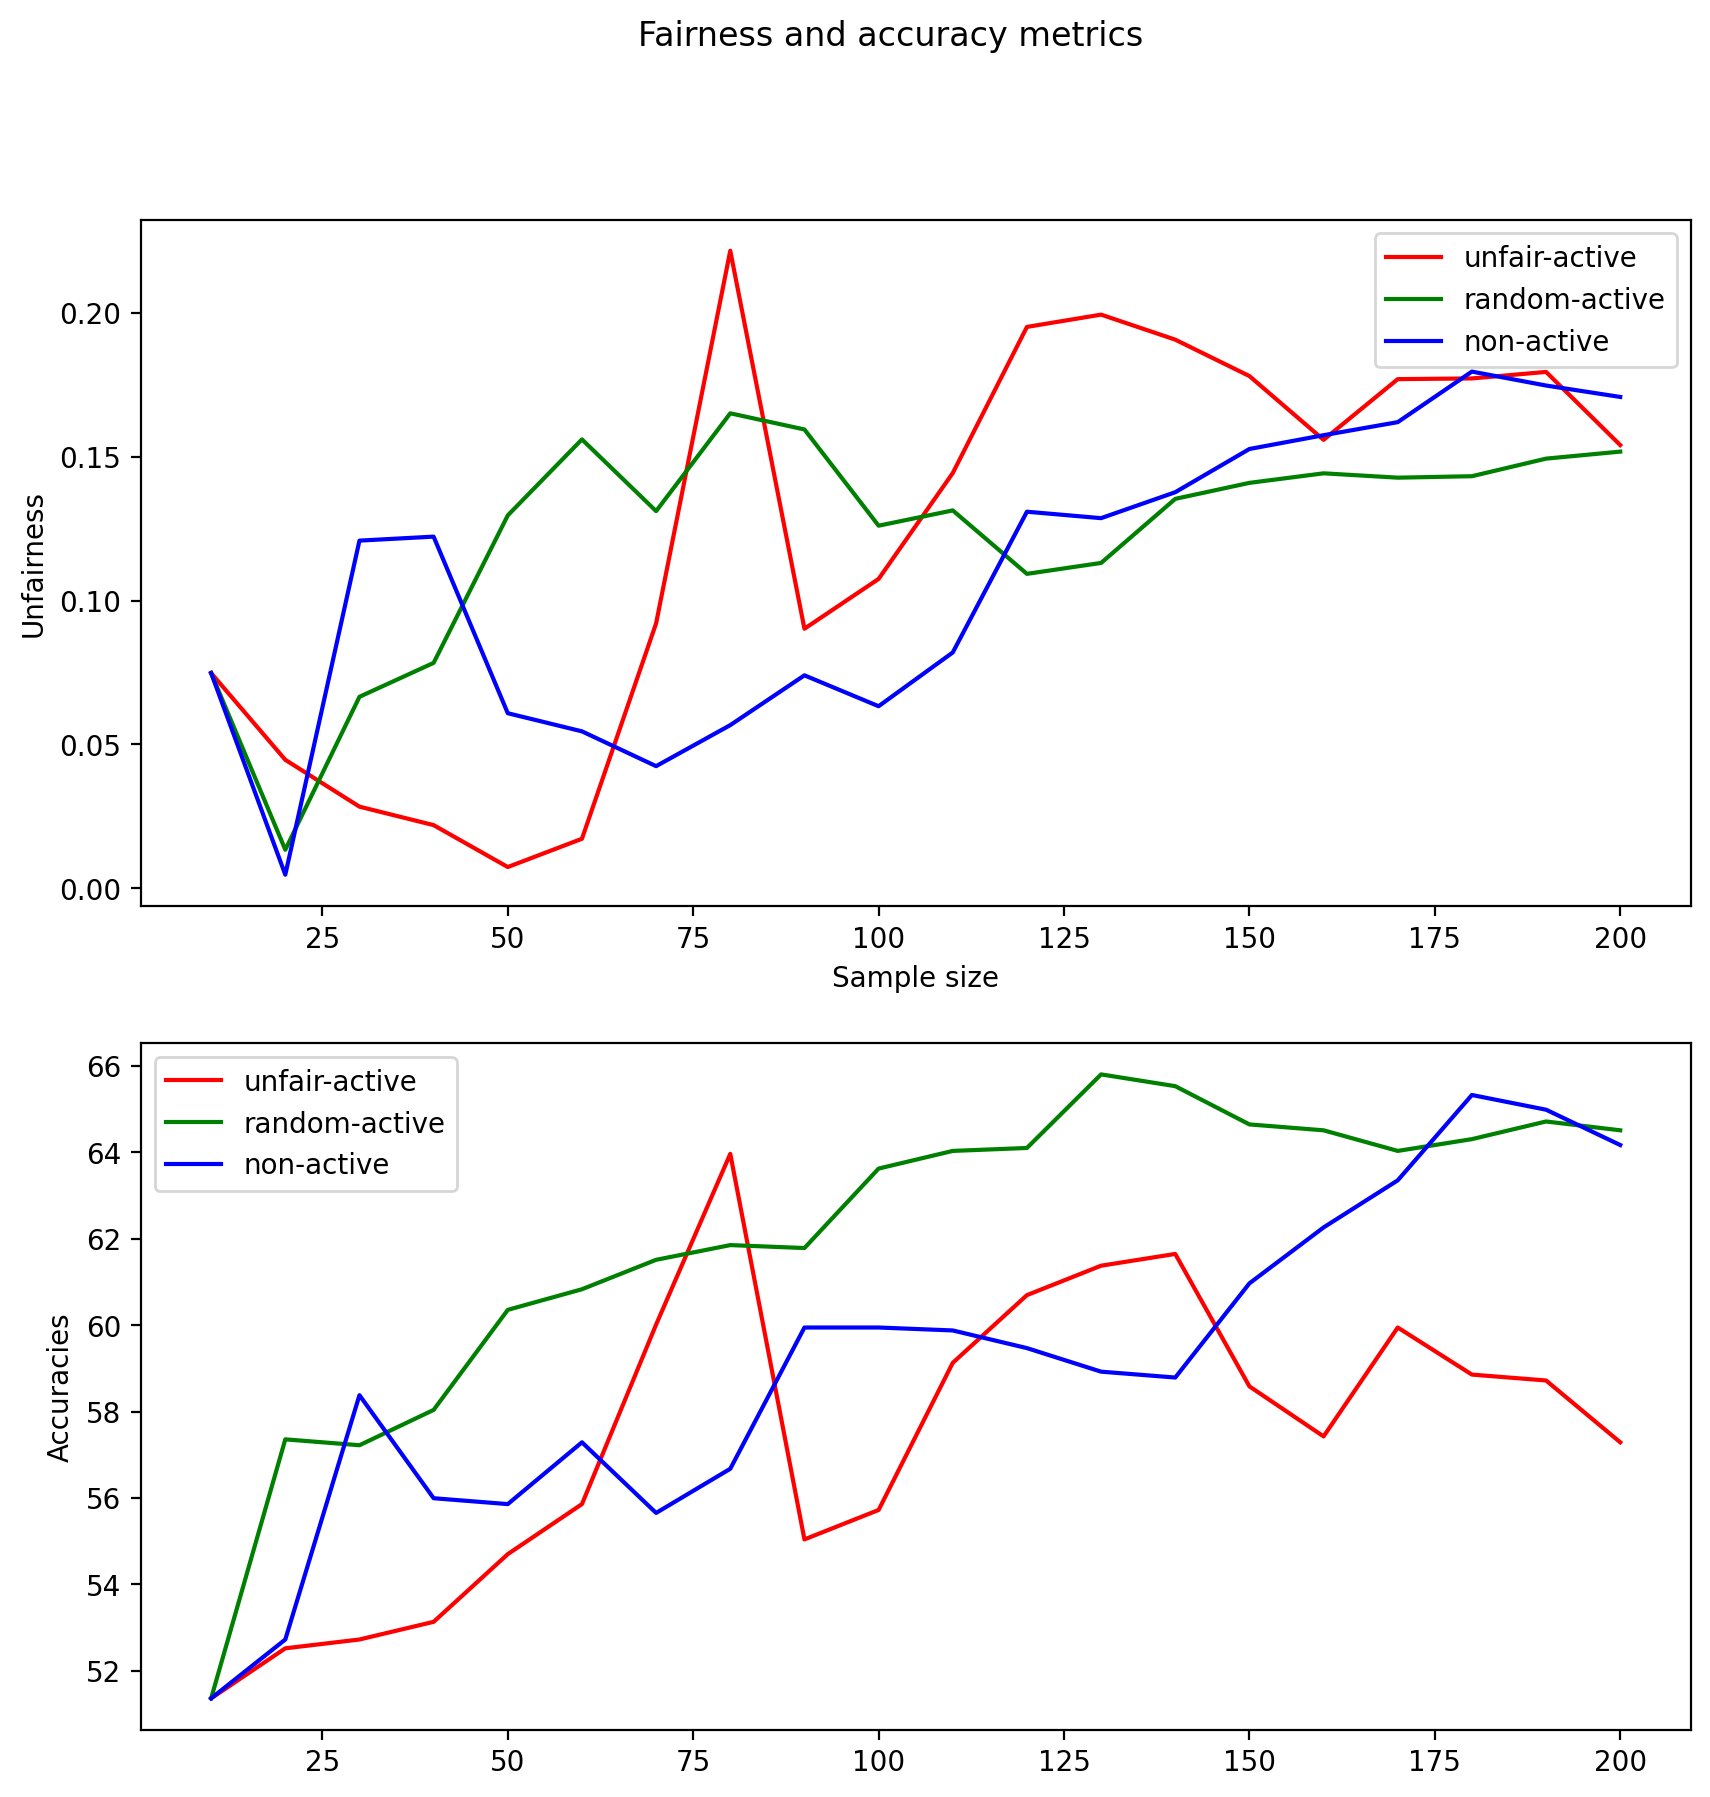 Fairness and accuracy metrics
unfair-active
random-active
non-active
0.20
0.15
0.10
0.05
0.00
Unfairness
25 50 75 100 125 150 175 200
Sample size
unfair-active
random-active
non-active
66
64
62
60
58
56
54
52
Accuracies
25 50 75 100 125 150 175 200